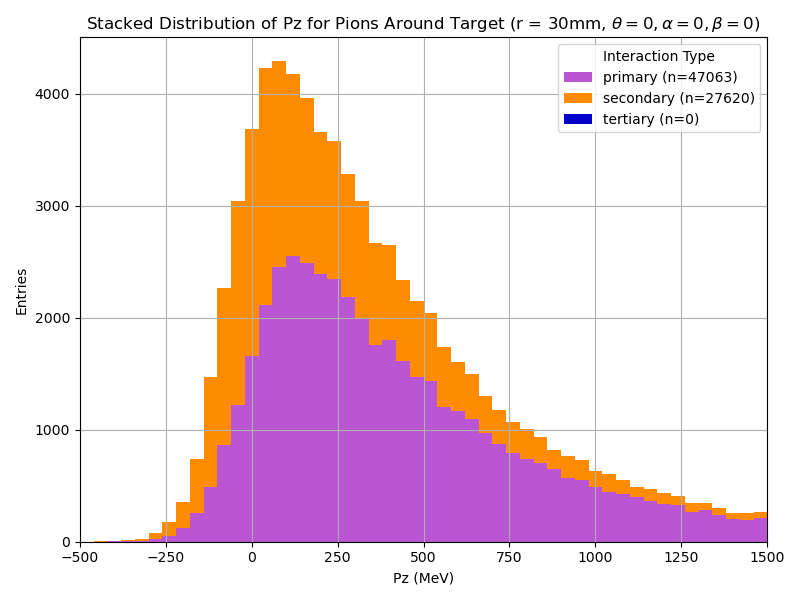 Stacked Distribution of Pz for Pions Around Target (r = 30mm, θ = 0, α = 0, β = 0)
Interaction Type
primary (n=47063)
secondary (n=27620)
tertiary (n=0)
4000
3000
2000
1000
0
Entries
−500 −250 0 250 500 750 1000 1250 1500
Pz (MeV)